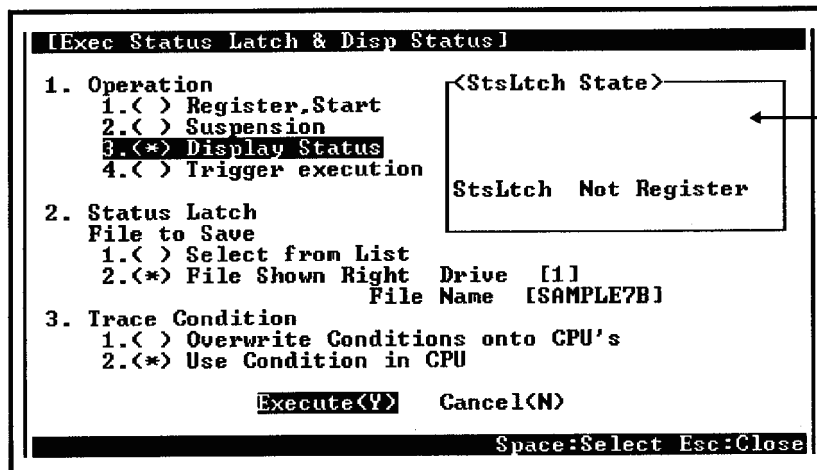 [Exec Status Latch & Disp Status]
1. Operation
1.( ) Register,Start
2.( ) Suspension
3.(*) Display Status
4.( ) Trigger execution
<StsLtch State>
StsLtch Not Register
2. Status Latch
File to Save
1.( ) Select from List
2.(*) File Shown Right Drive [1]
File Name [SAMPLE7B]
3. Trace Condition
1.( ) Overwrite Conditions onto CPU's
2.(*) Use Condition in CPU
Execute(Y) Cancel(N)
Space:Select Esc:Close